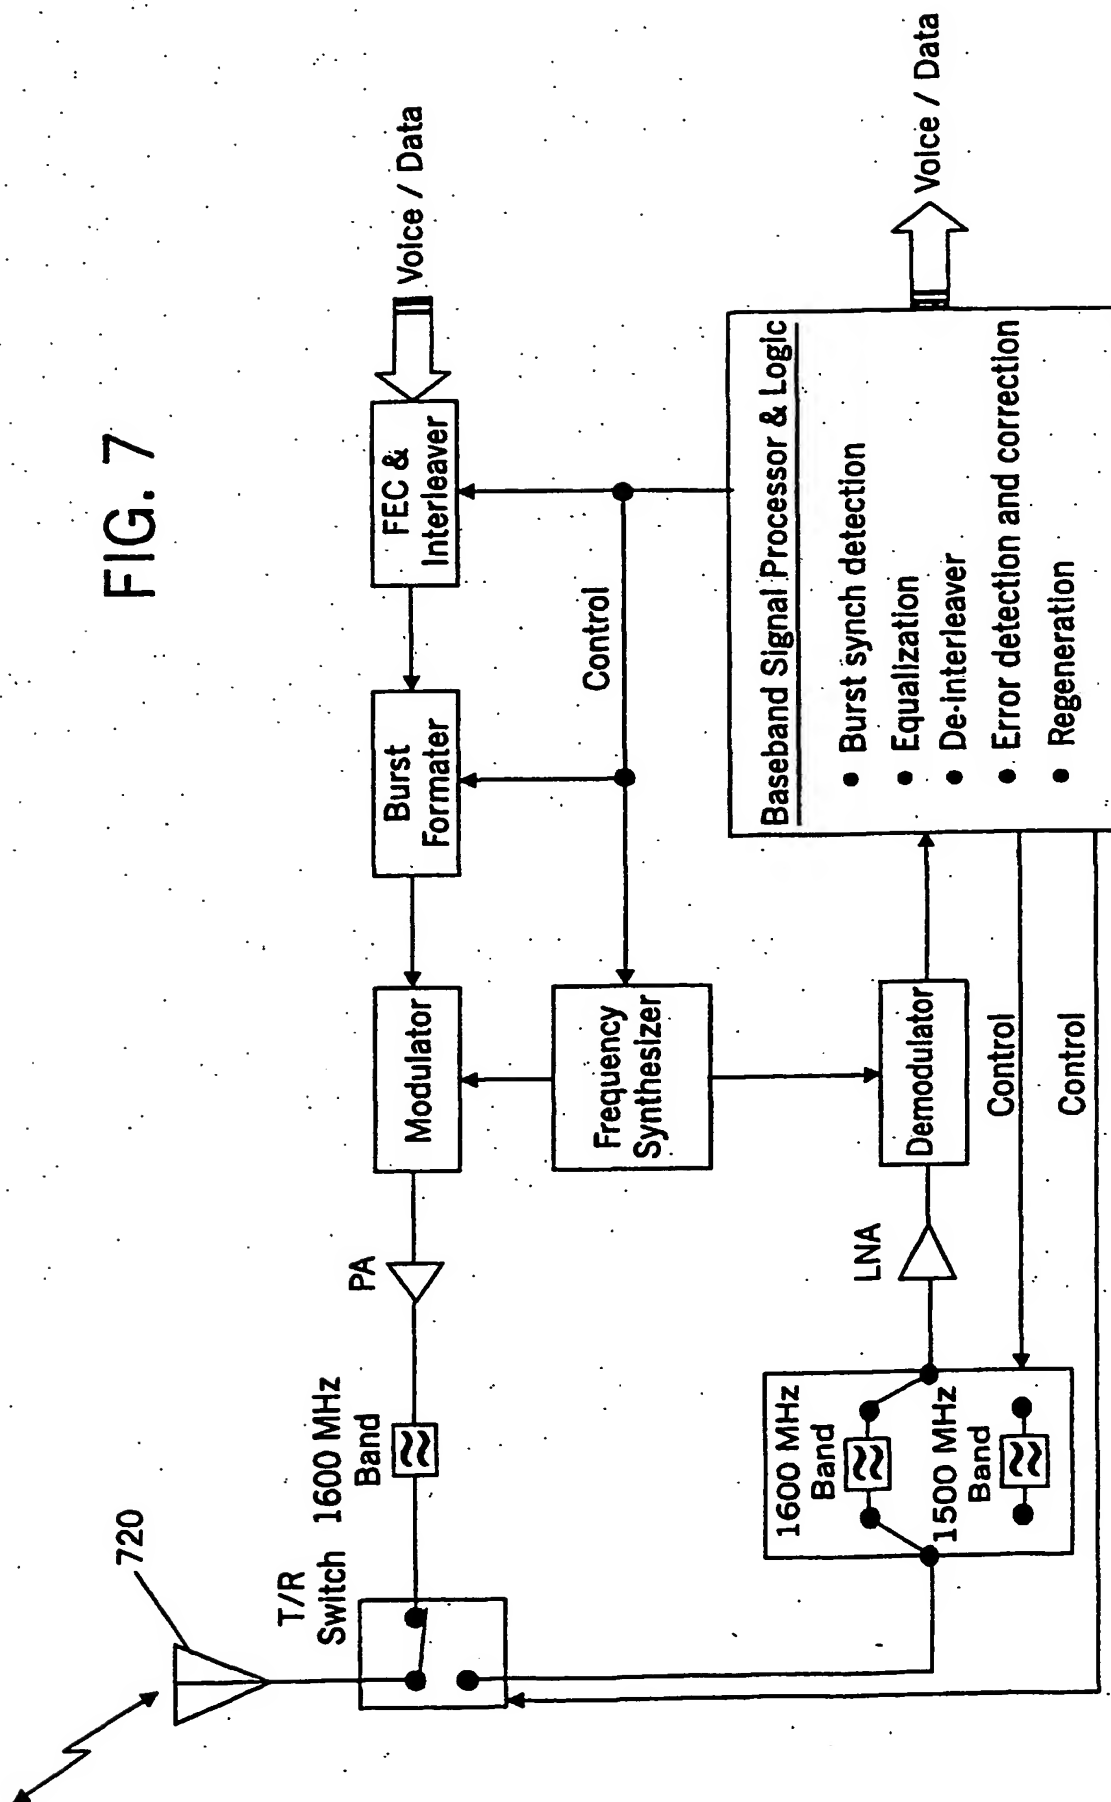 FIG. 7
720
T/R
Switch
1600 MHz
Band
PA
Modulator
Burst
Formater
FEC &
Interleaver
Voice / Data
Control
Frequency
Synthesizer
1600 MHz
Band
1500 MHz
Band
LNA
Demodulator
Control
Control
Baseband Signal Processor & Logic
• Burst synch detection
• Equalization
• De-interleaver
• Error detection and correction
• Regeneration
Voice / Data